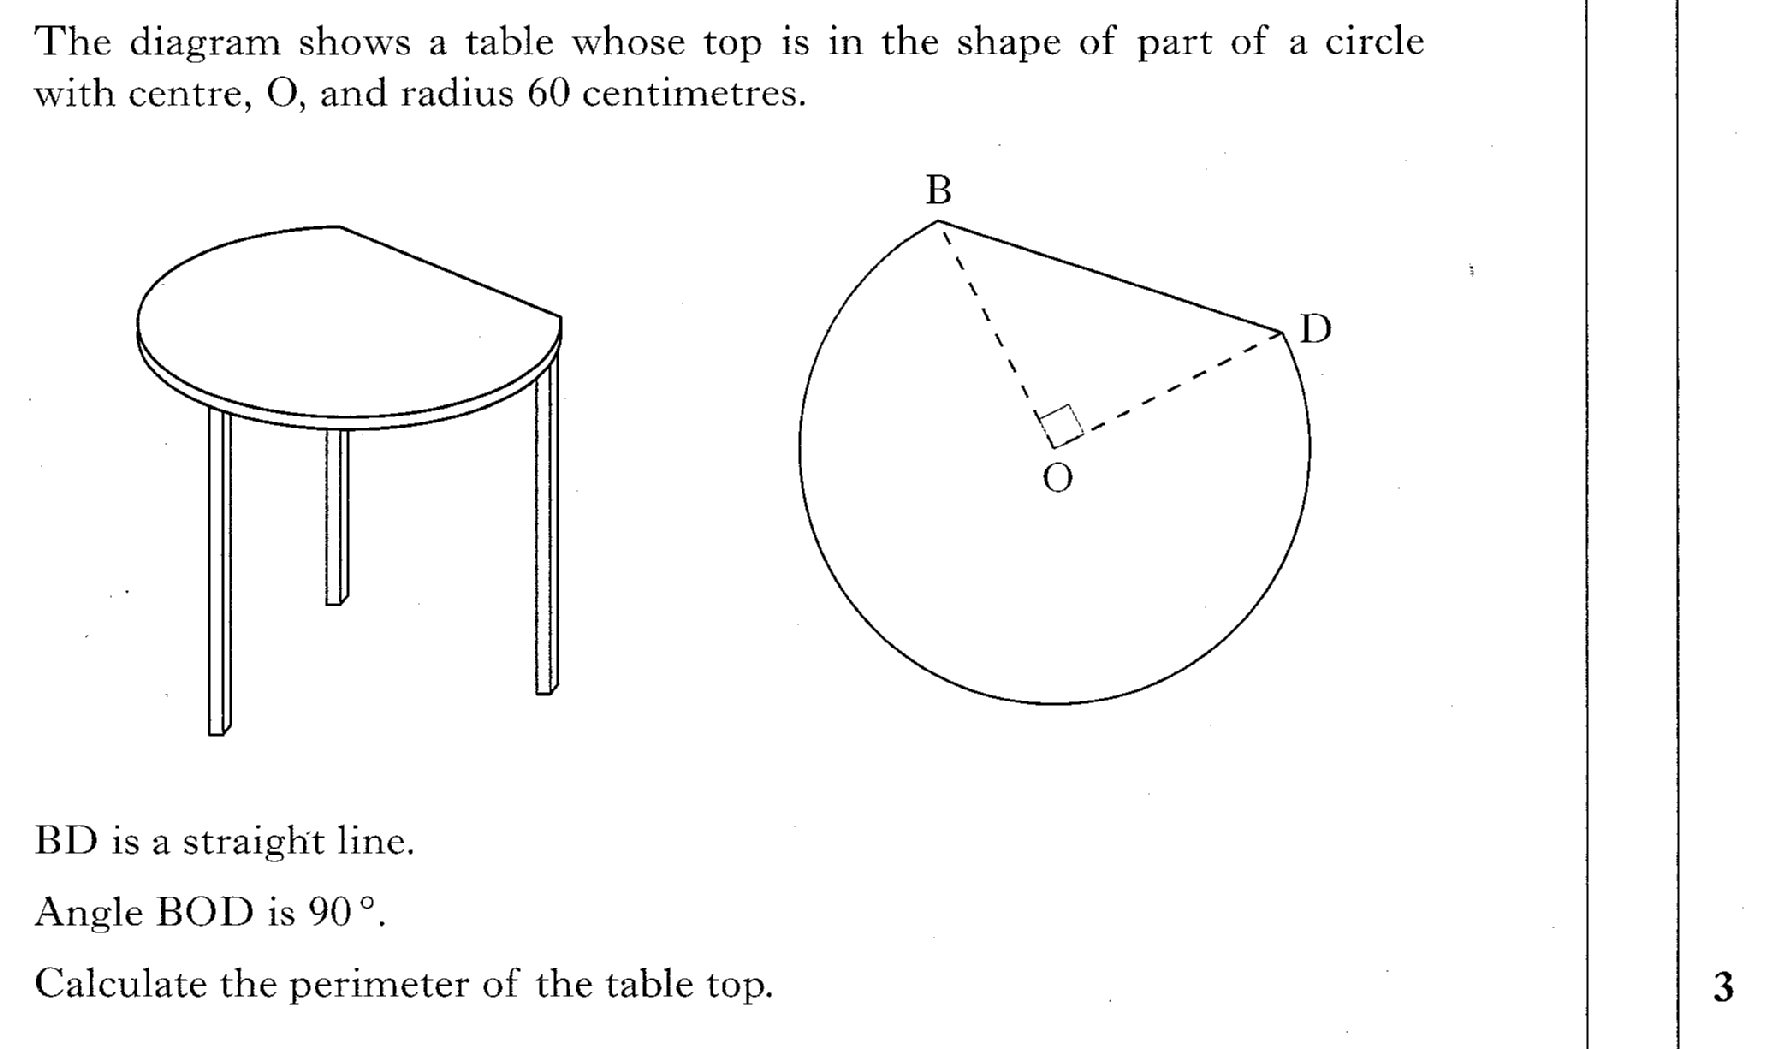 The diagram shows a table whose top is in the shape of part of a circle
with centre, O, and radius 60 centimetres.
B
D
O
BD is a straight line.
Angle BOD is 90°.
Calculate the perimeter of the table top.
3